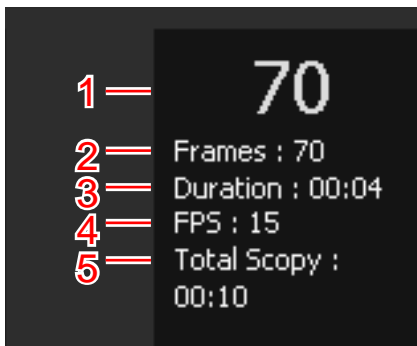 1 70
2 Frames : 70
3 Duration : 00:04
4 FPS : 15
5 Total Scopy :
00:10